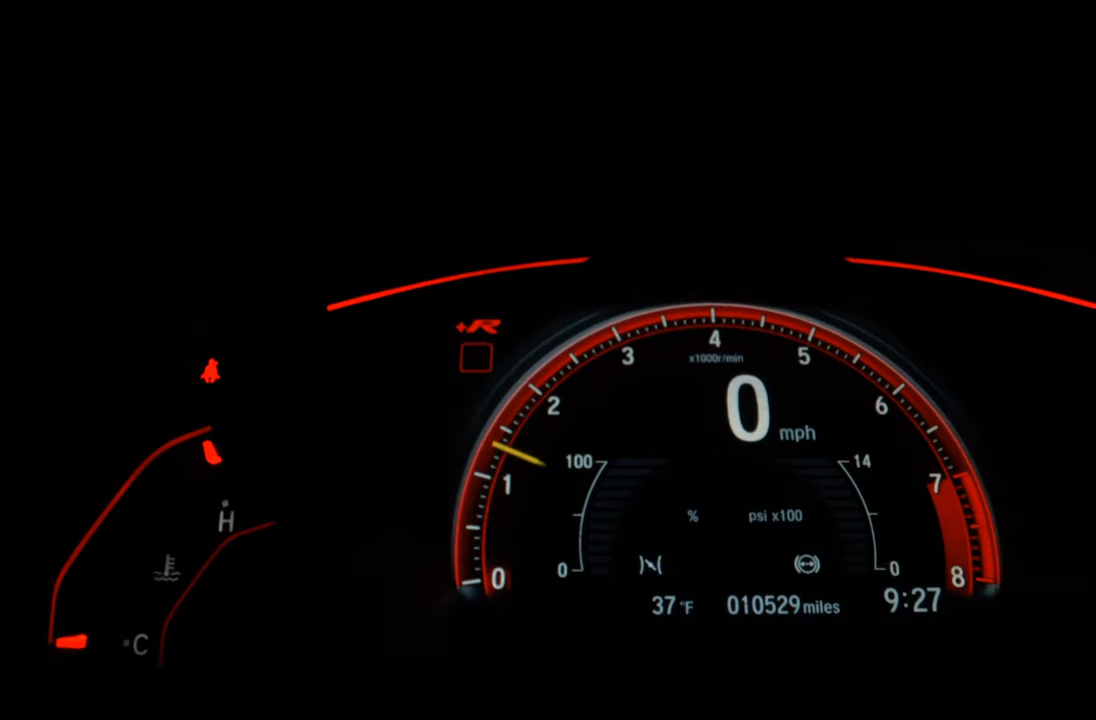 +R
4
3 5
x1000r/min
2 6
0 mph
100 14
1 7
% psi x100
H
0 0
0 8
37 °F 010529 miles 9:27
C